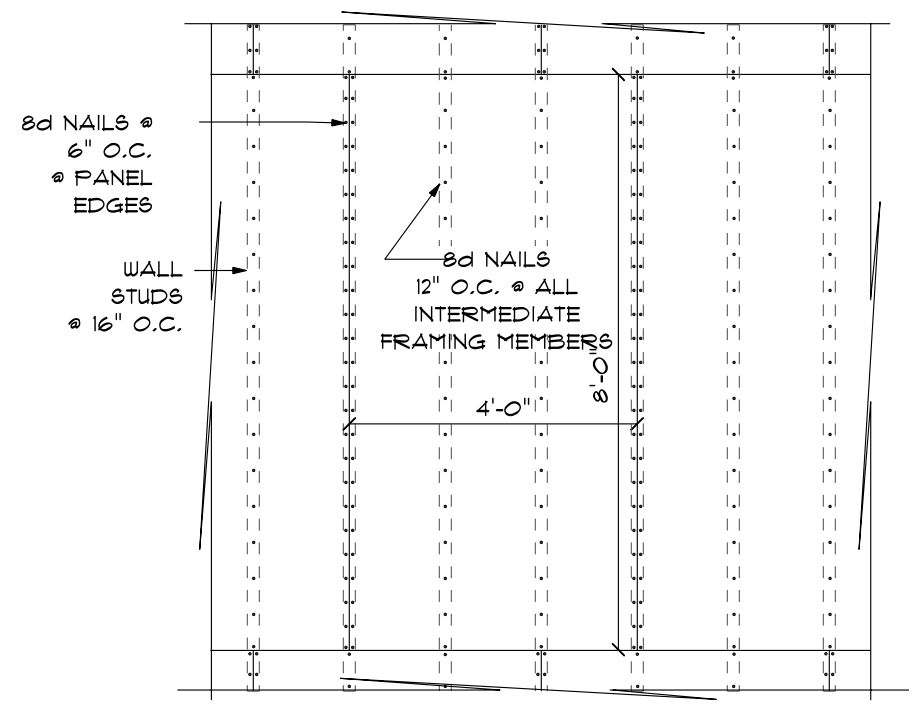 8d NAILS @
6" O.C.
@ PANEL
EDGES
WALL
STUDS
@ 16" O.C.
8d NAILS
12" O.C. @ ALL
INTERMEDIATE
FRAMING MEMBERS
8'-0"
4'-0"